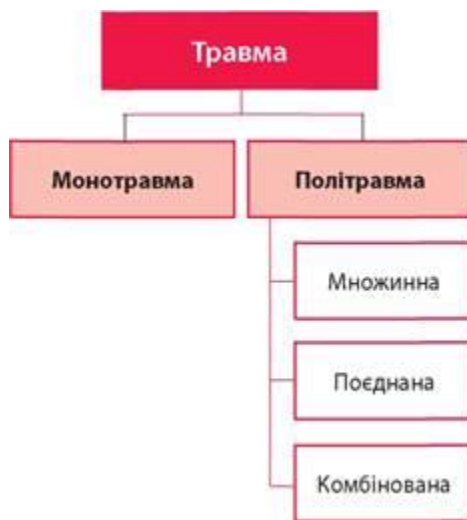 Травма
Монотравма
Політравма
Множинна
Поєднана
Комбінована